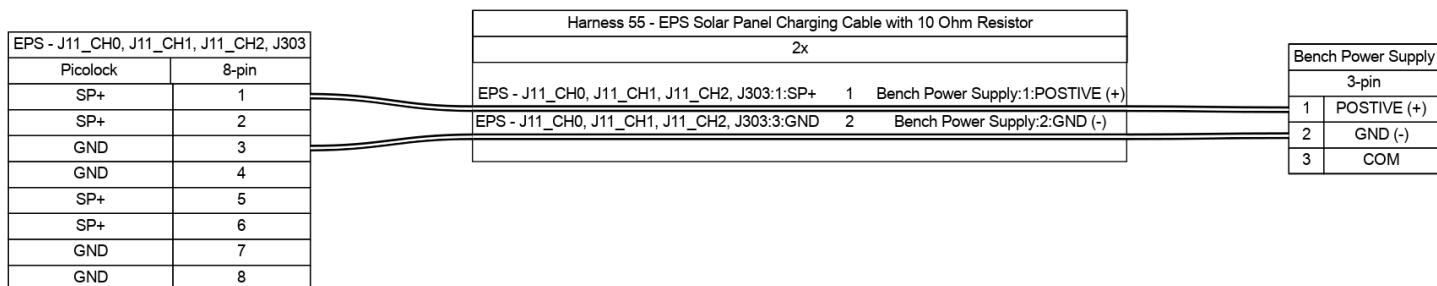 EPS - J11_CH0, J11_CH1, J11_CH2, J303
Picolock 8-pin
SP+ 1
SP+ 2
GND 3
GND 4
SP+ 5
SP+ 6
GND 7
GND 8
Harness 55 - EPS Solar Panel Charging Cable with 10 Ohm Resistor
2x
EPS - J11_CH0, J11_CH1, J11_CH2, J303:1:SP+ 1 Bench Power Supply:1:POSTIVE (+)
EPS - J11_CH0, J11_CH1, J11_CH2, J303:3:GND 2 Bench Power Supply:2:GND (-)
Bench Power Supply
3-pin
1 POSTIVE (+)
2 GND (-)
3 COM